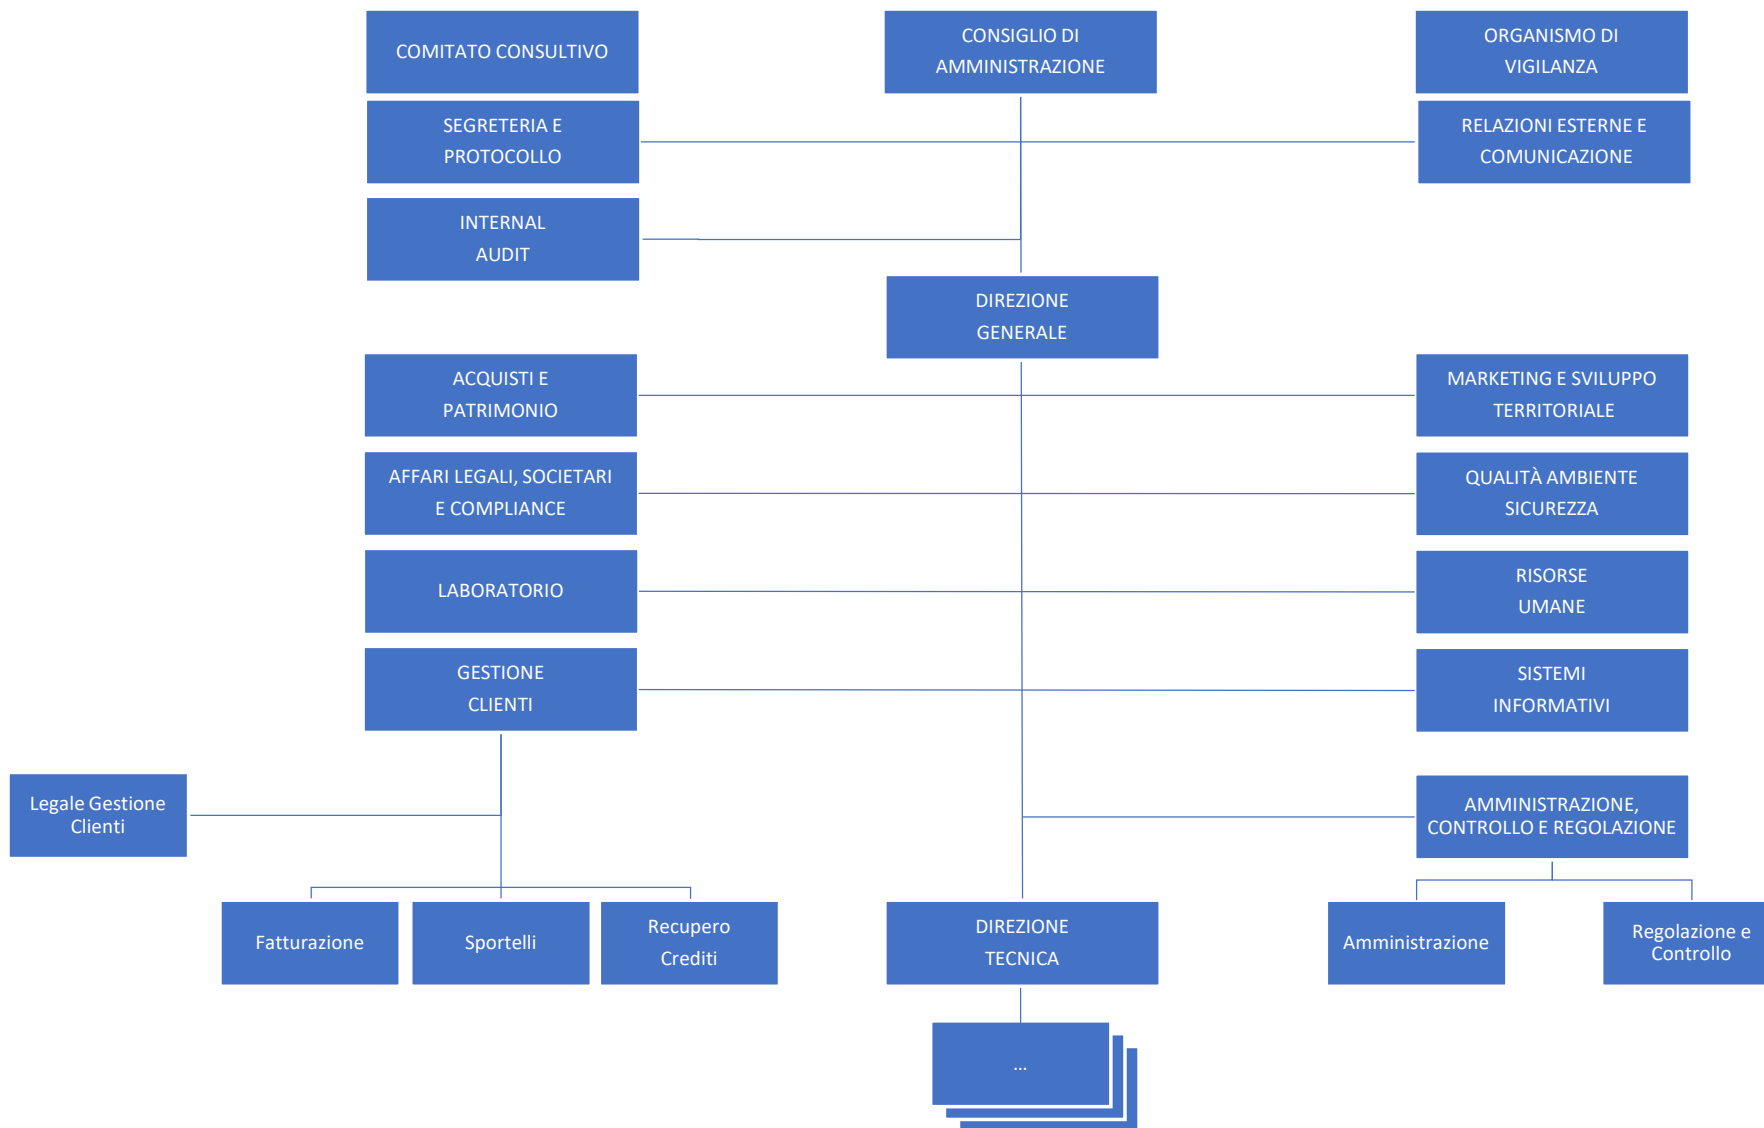 COMITATO CONSULTIVO
CONSIGLIO DI
AMMINISTRAZIONE
ORGANISMO DI
VIGILANZA
SEGRETERIA E
PROTOCOLLO
RELAZIONI ESTERNE E
COMUNICAZIONE
INTERNAL
AUDIT
DIREZIONE
GENERALE
ACQUISTI E
PATRIMONIO
MARKETING E SVILUPPO
TERRITORIALE
AFFARI LEGALI, SOCIETARI
E COMPLIANCE
QUALITÀ AMBIENTE
SICUREZZA
LABORATORIO
RISORSE
UMANE
GESTIONE
CLIENTI
SISTEMI
INFORMATIVI
Legale Gestione
Clienti
AMMINISTRAZIONE,
CONTROLLO E REGOLAZIONE
Fatturazione
Sportelli
Recupero
Crediti
DIREZIONE
TECNICA
Amministrazione
Regolazione e
Controllo
...